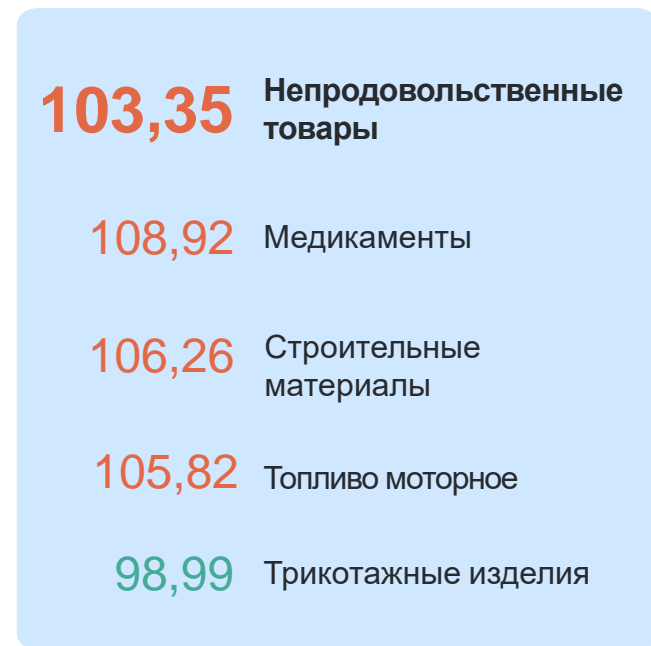 103,35 Непродовольственные
товары
108,92 Медикаменты
106,26 Строительные
материалы
105,82 Топливо моторное
98,99 Трикотажные изделия